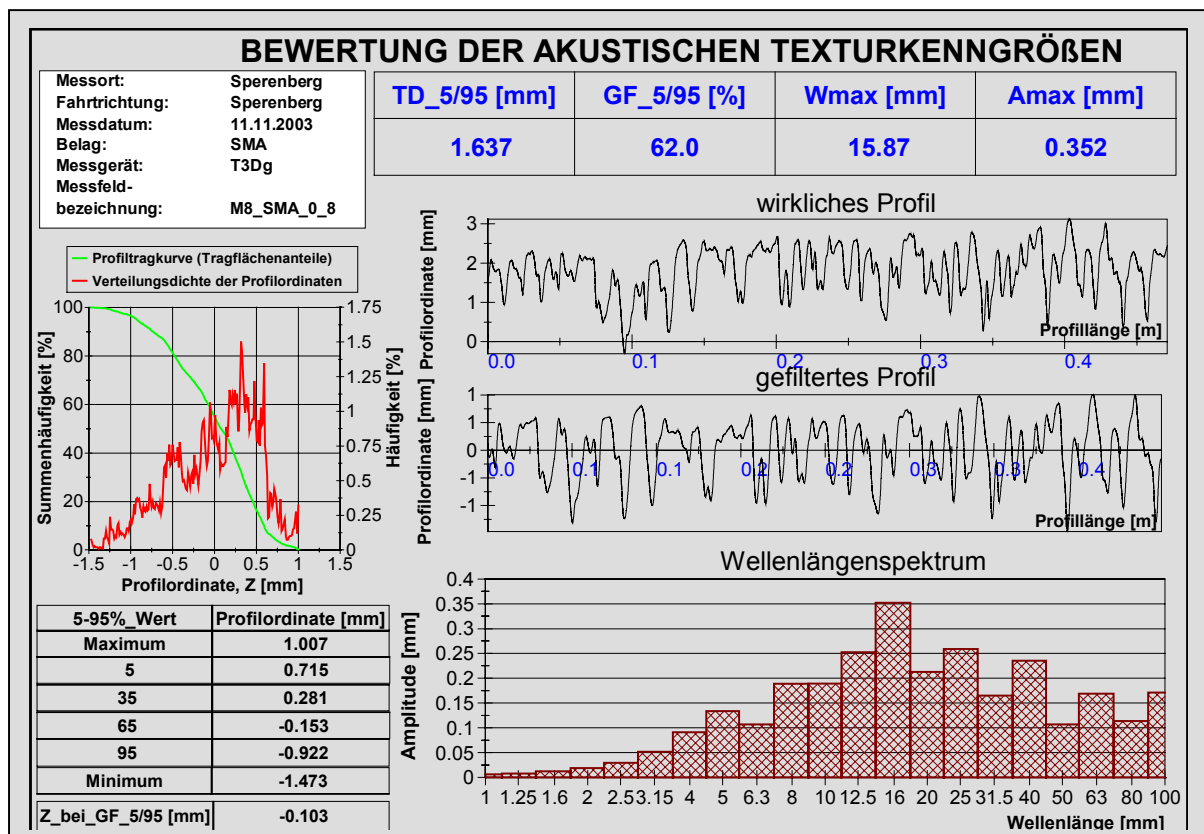 BEWERTUNG DER AKUSTISCHEN TEXTURKENNGRÖßEN
Messort: Sperenberg
Fahrtrichtung: Sperenberg
Messdatum: 11.11.2003
Belag: SMA
Messgerät: T3Dg
Messfeld-
bezeichnung: M8_SMA_0_8
TD_5/95 [mm] GF_5/95 [%] Wmax [mm] Amax [mm]
1.637 62.0 15.87 0.352
wirkliches Profil
Profilordinate [mm]
3
2
1
0
0.0 0.1 0.2 0.3 0.4
Profillänge [m]
gefiltertes Profil
Profilordinate [mm]
1
1
0
-1
-1
0.0 0.1 0.1 0.2 0.2 0.3 0.3 0.4
Profillänge [m]
Profiltragkurve (Tragflächenanteile)
Verteilungsdichte der Profilordinaten
Summenhäufigkeit [%]
100
80
60
40
20
0
Häufigkeit [%]
1.75
1.5
1.25
1
0.75
0.5
0.25
0
-1.5 -1 -0.5 0 0.5 1 1.5
Profilordinate, Z [mm]
5-95%_Wert Profilordinate [mm]
Maximum 1.007
5 0.715
35 0.281
65 -0.153
95 -0.922
Minimum -1.473
Z_bei_GF_5/95 [mm] -0.103
Wellenlängenspektrum
Amplitude [mm]
0.4
0.35
0.3
0.25
0.2
0.15
0.1
0.05
0
1 1.25 1.6 2 2.5 3.15 4 5 6.3 8 10 12.5 16 20 25 31.5 40 50 63 80 100
Wellenlänge [mm]